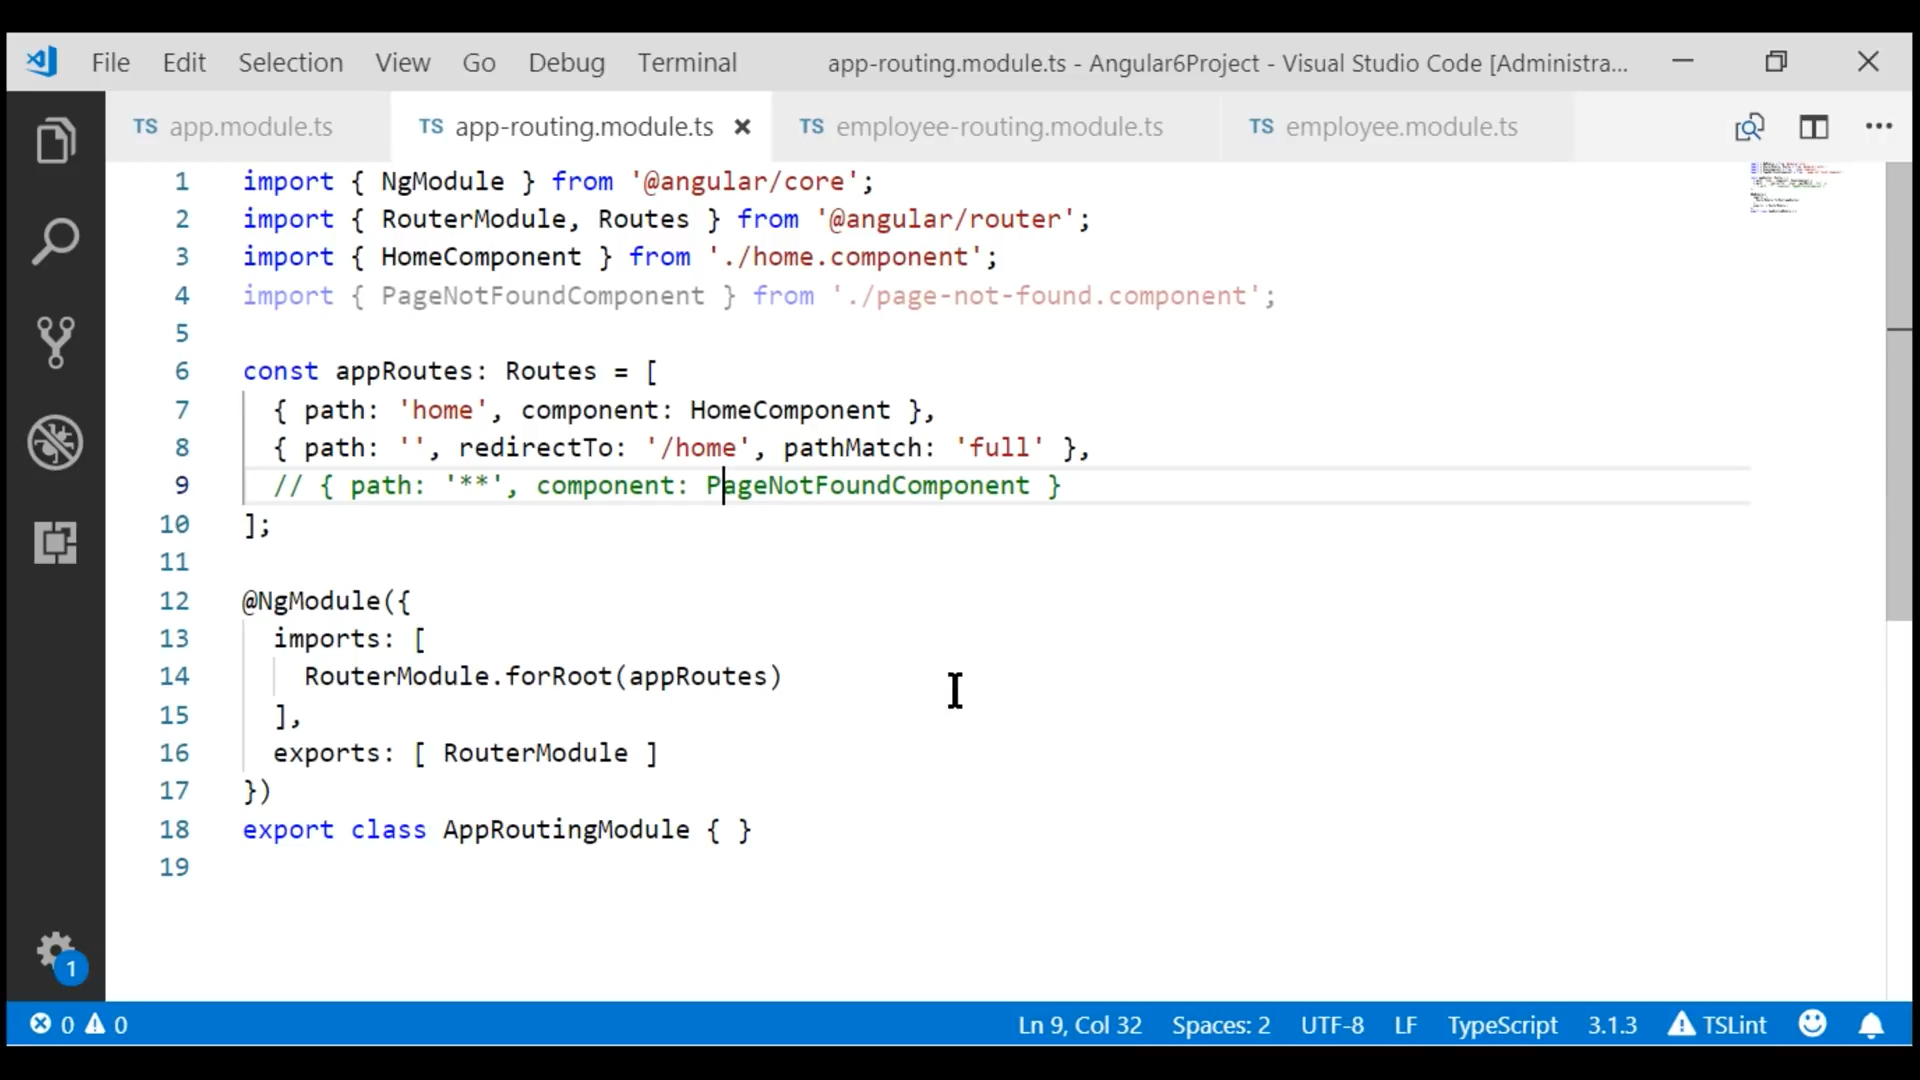 File Edit Selection View Go Debug Terminal app-routing.module.ts - Angular6Project - Visual Studio Code [Administra...
TS app.module.ts TS app-routing.module.ts TS employee-routing.module.ts TS employee.module.ts
1 import { NgModule } from '@angular/core';
2 import { RouterModule, Routes } from '@angular/router';
3 import { HomeComponent } from './home.component';
4 import { PageNotFoundComponent } from './page-not-found.component';
5
6 const appRoutes: Routes = [
7 { path: 'home', component: HomeComponent },
8 { path: '', redirectTo: '/home', pathMatch: 'full' },
9 // { path: '**', component: PageNotFoundComponent }
10 ];
11
12 @NgModule({
13 imports: [
14 RouterModule.forRoot(appRoutes)
15 ],
16 exports: [ RouterModule ]
17 })
18 export class AppRoutingModule { }
19
1
0 0 Ln 9, Col 32 Spaces: 2 UTF-8 LF TypeScript 3.1.3 TSLint